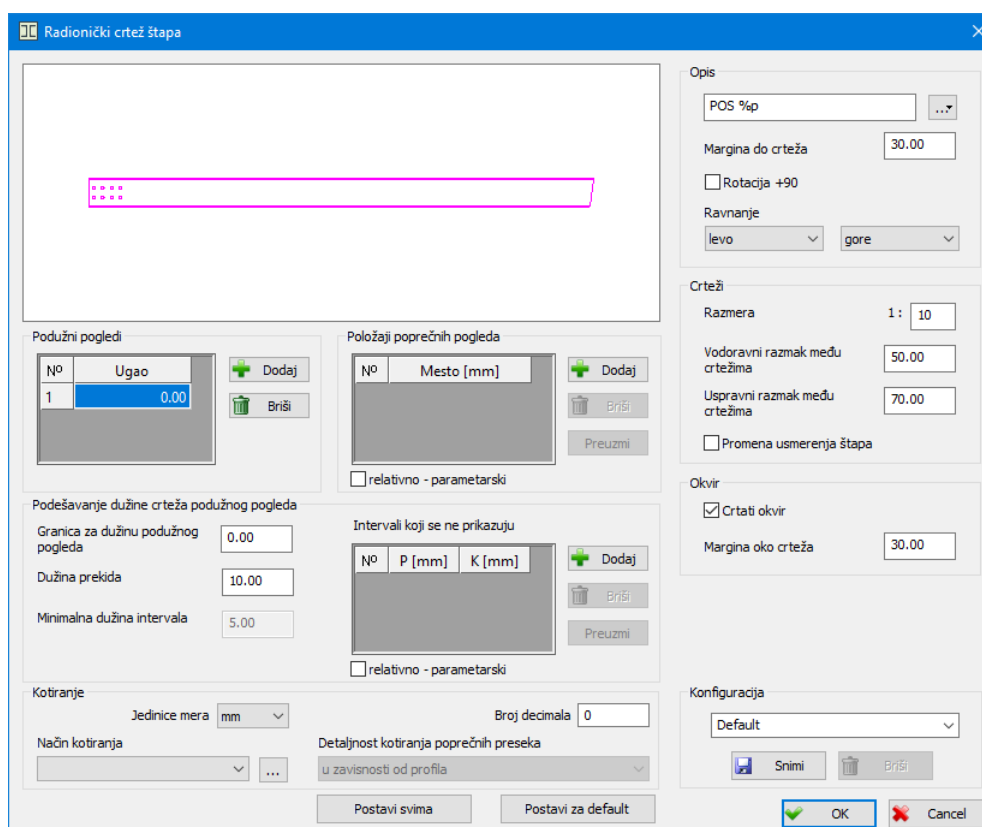 Radionički crtež štapa
Opis
POS %p
...
Margina do crteža 30.00
Rotacija +90
Ravnanje
levo gore
Crteži
Razmera 1 : 10
Vodoravni razmak među
crtežima 50.00
Uspravni razmak među
crtežima 70.00
Promena usmerenja štapa
Okvir
Crtati okvir
Margina oko crteža 30.00
Podužni pogledi
Nº Ugao
1 0.00
Dodaj
Briši
Položaji poprečnih pogleda
Nº Mesto [mm]
Dodaj
Briši
Preuzmi
relativno - parametarski
Podešavanje dužine crteža podužnog pogleda
Granica za dužinu podužnog
pogleda 0.00
Dužina prekida 10.00
Minimalna dužina intervala 5.00
Intervali koji se ne prikazuju
Nº P [mm] K [mm]
Dodaj
Briši
Preuzmi
relativno - parametarski
Kotiranje
Jedinice mera mm
Broj decimala 0
Način kotiranja
...
Detaljnost kotiranja poprečnih preseka
u zavisnosti od profila
Konfiguracija
Default
Snimi Briši
Postavi svima Postavi za default
OK Cancel